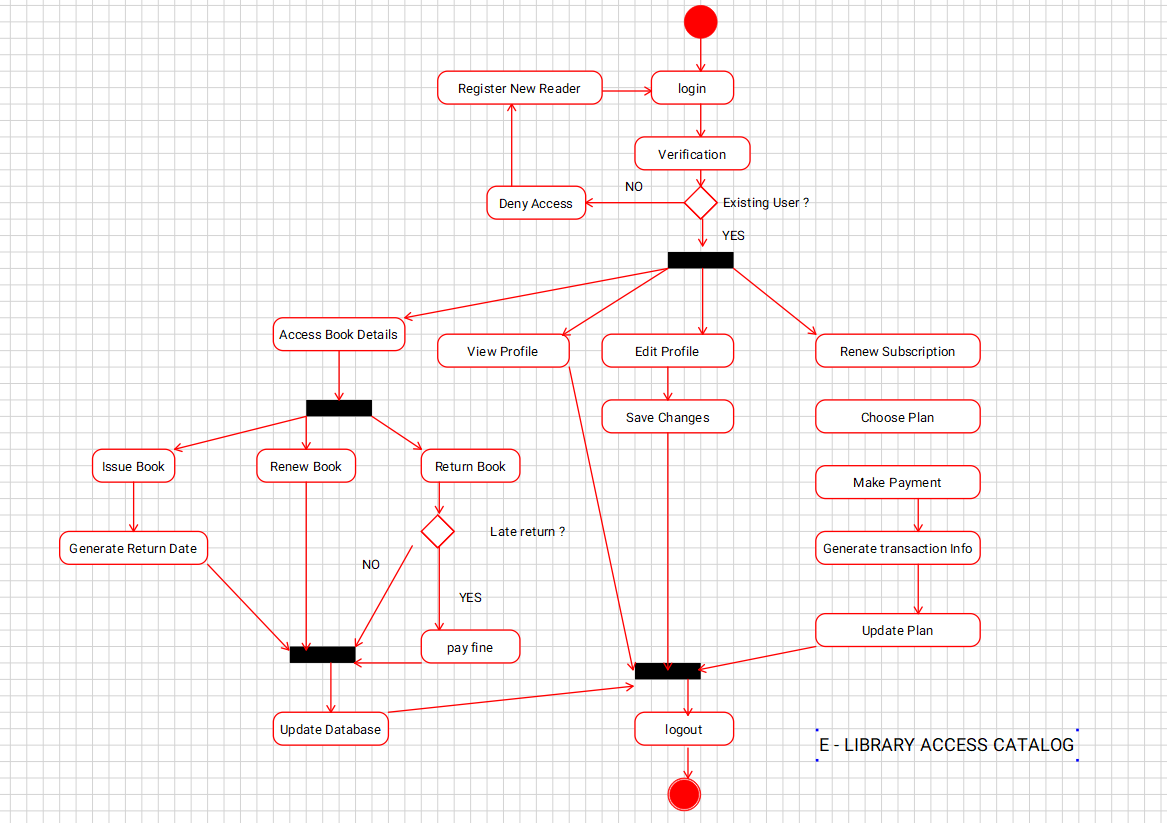 Register New Reader
login
Verification
NO
Deny Access
Existing User ?
YES
Access Book Details
View Profile
Edit Profile
Renew Subscription
Save Changes
Choose Plan
Issue Book
Renew Book
Return Book
Make Payment
Late return ?
Generate Return Date
Generate transaction Info
NO
YES
pay fine
Update Plan
Update Database
logout
E - LIBRARY ACCESS CATALOG